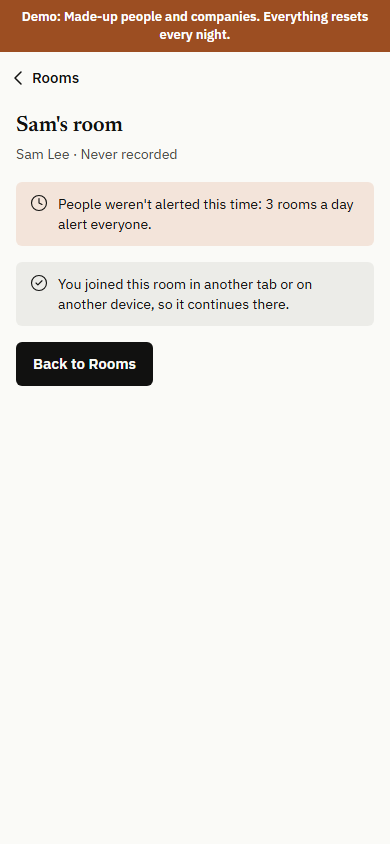 Demo: Made-up people and companies. Everything resets
every night.
Rooms
Sam's room
Sam Lee · Never recorded
People weren't alerted this time: 3 rooms a day
alert everyone.
You joined this room in another tab or on
another device, so it continues there.
Back to Rooms